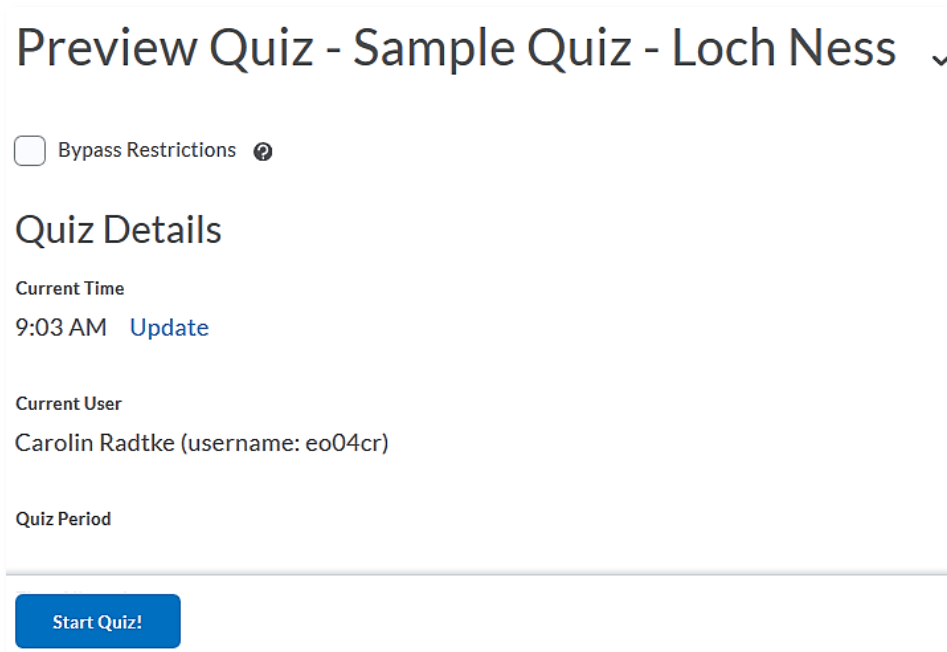 Preview Quiz - Sample Quiz - Loch Ness
Bypass Restrictions
Quiz Details
Current Time
9:03 AM Update
Current User
Carolin Radtke (username: eo04cr)
Quiz Period
Start Quiz!